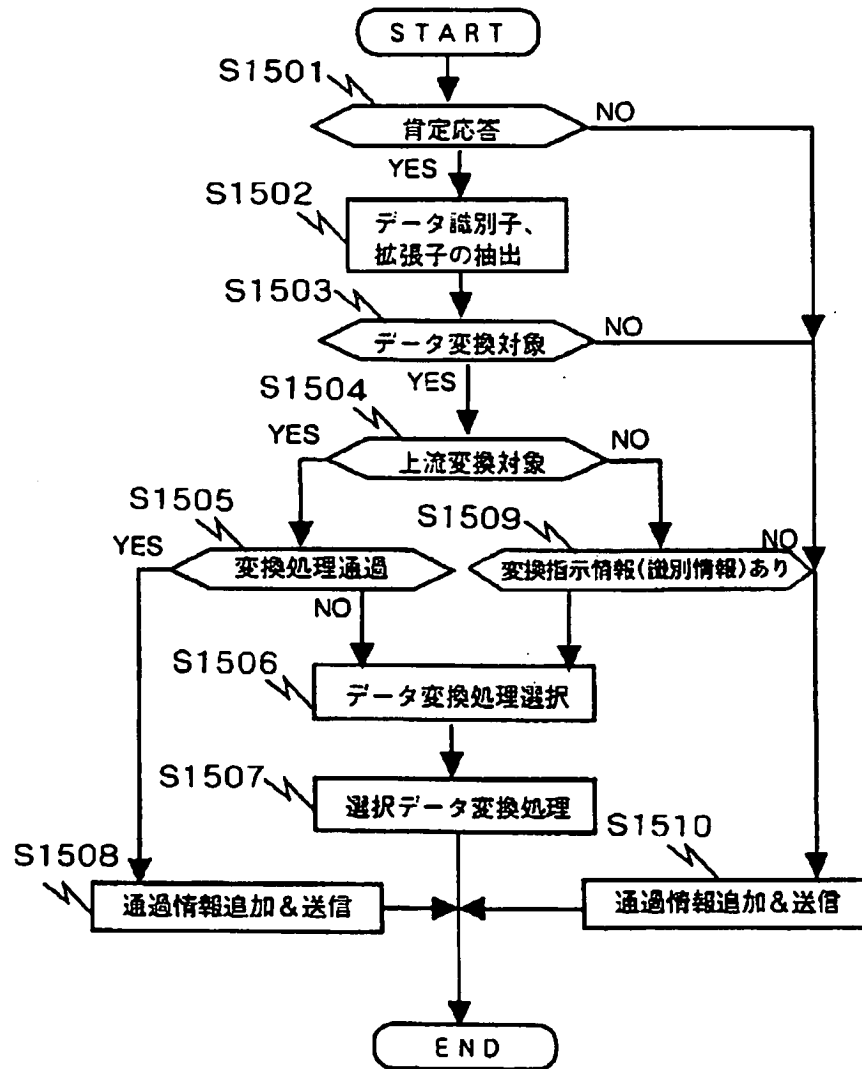 START
S1501
肯定応答
NO
YES
S1502
データ識別子、
拡張子の抽出
S1503
データ変換対象
NO
YES
S1504
YES
上流変換対象
NO
S1505
YES
変換処理通過
NO
S1509
変換指示情報(識別情報)あり
NO
S1506
データ変換処理選択
S1507
選択データ変換処理
S1508
通過情報追加&送信
S1510
通過情報追加&送信
END